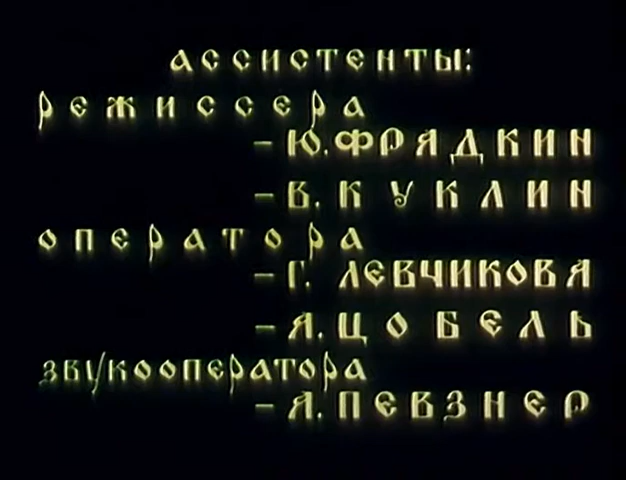 АССИСТЕНТЫ:
РЕЖИССЕРА
– Ю. ФРЯДКИН
– В. КУКЛИН
ОПЕРАТОРА
– Г. ЛЕВЧИКОВА
– Я. ЦОБЕЛЬ
ЗВУКООПЕРАТОРА
– Л. ПЕВЗНЕР